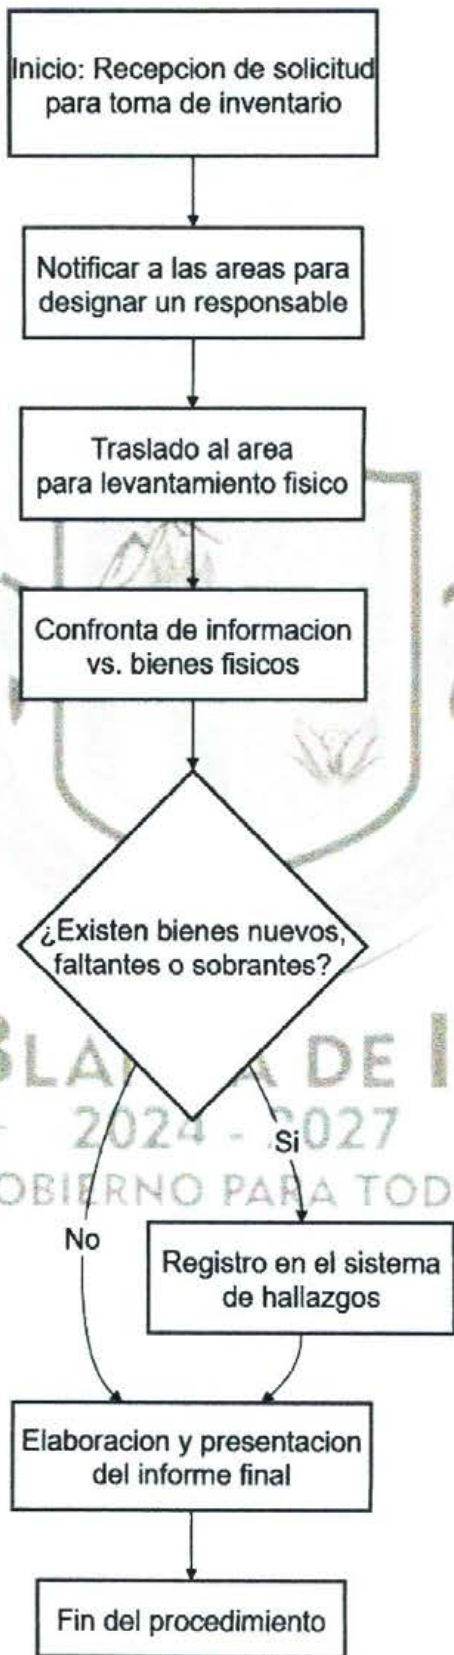 Inicio: Recepcion de solicitud
para toma de inventario
Notificar a las areas para
designar un responsable
Traslado al area
para levantamiento fisico
Confronta de informacion
vs. bienes fisicos
¿Existen bienes nuevos,
faltantes o sobrantes?
DE
2024 - 2027
Si
PARA
No
Registro en el sistema
de hallazgos
Elaboracion y presentacion
del informe final
Fin del procedimiento